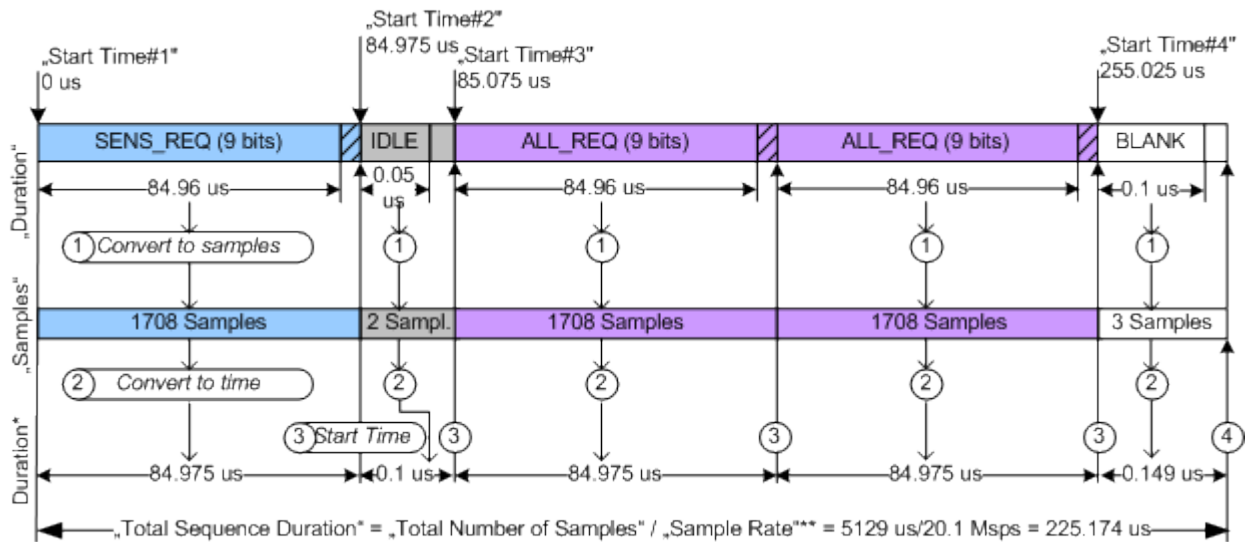 „Start Time#1"
0 us
„Start Time#2"
84.975 us
„Start Time#3"
85.075 us
„Start Time#4"
255.025 us
SENS_REQ (9 bits)
IDLE
ALL_REQ (9 bits)
ALL_REQ (9 bits)
BLANK
„Duration"
84.96 us
0.05
us
84.96 us
84.96 us
0.1 us
1 Convert to samples
1
1
1
1
„Samples"
1708 Samples
2 Sampl.
1708 Samples
1708 Samples
3 Samples
2 Convert to time
2
2
2
2
3 Start Time
3
3
3
4
Duration*
84.975 us
0.1 us
84.975 us
84.975 us
0.149 us
„Total Sequence Duration" = „Total Number of Samples" / „Sample Rate"** = 5129 us/20.1 Msps = 225.174 us